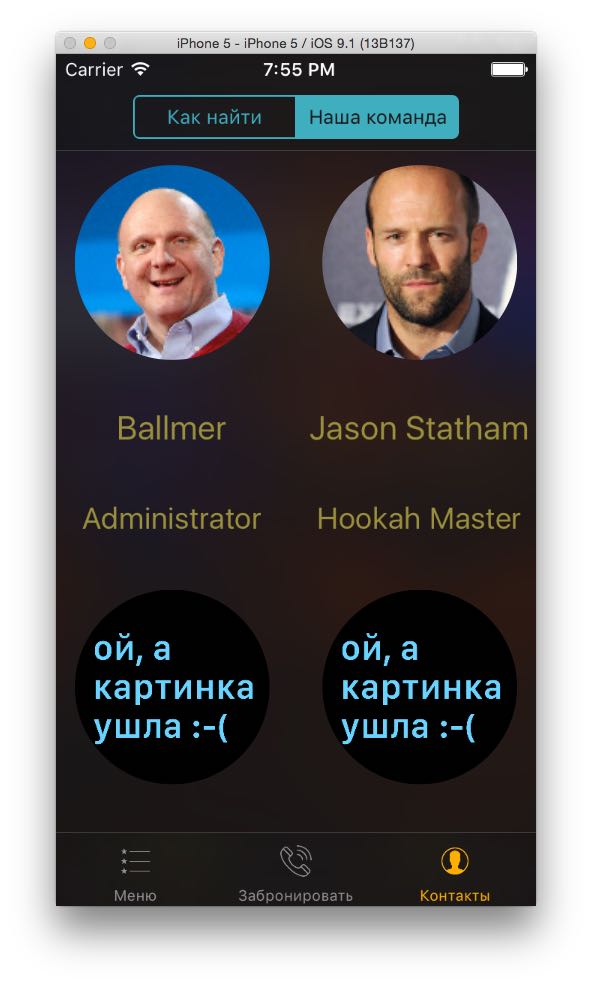 iPhone 5 - iPhone 5 / iOS 9.1 (13B137)
Carrier 7:55 PM
Как найти Наша команда
Ballmer Jason Statham
Administrator Hookah Master
ой, а
картинка
ушла :-(
ой, а
картинка
ушла :-(
Меню Забронировать Контакты